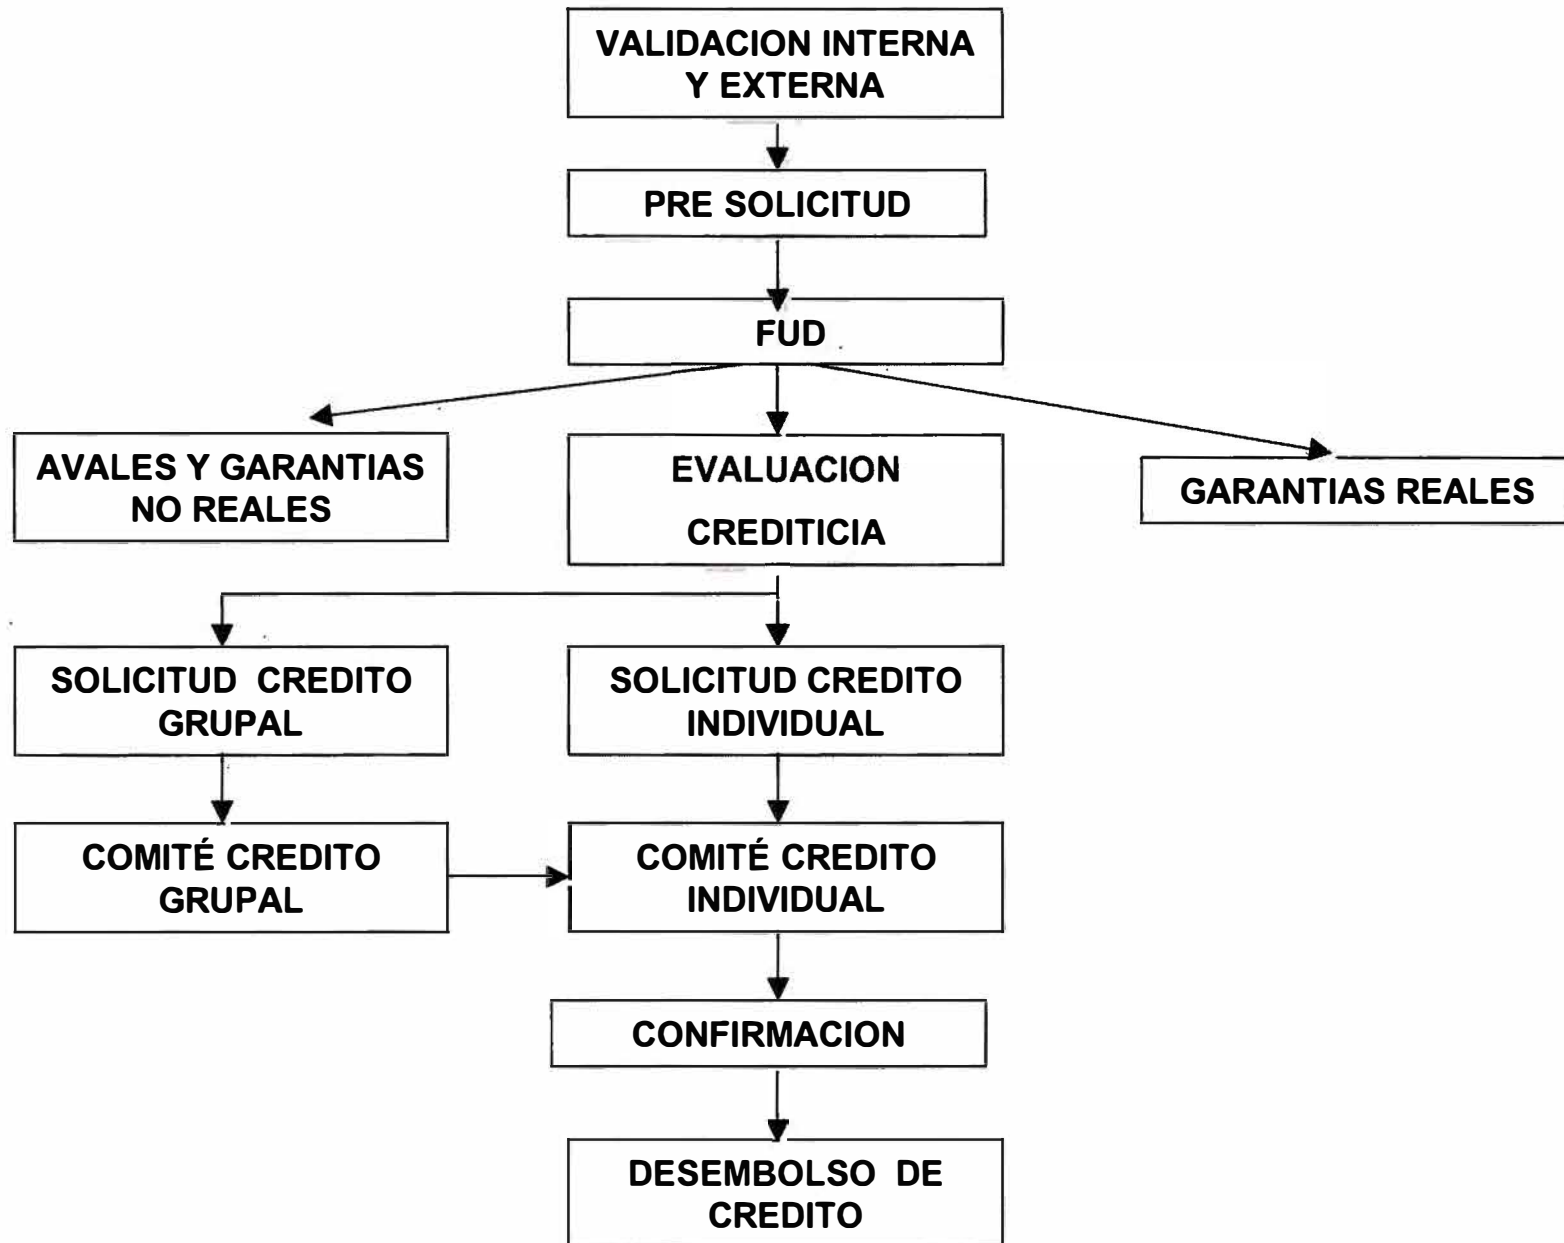 VALIDACION INTERNA
Y EXTERNA
PRE SOLICITUD
FUD
AVALES Y GARANTIAS
NO REALES
EVALUACION
CREDITICIA
GARANTIAS REALES
SOLICITUD CREDITO
GRUPAL
SOLICITUD CREDITO
INDIVIDUAL
COMITÉ CREDITO
GRUPAL
COMITÉ CREDITO
INDIVIDUAL
CONFIRMACION
DESEMBOLSO DE
CREDITO